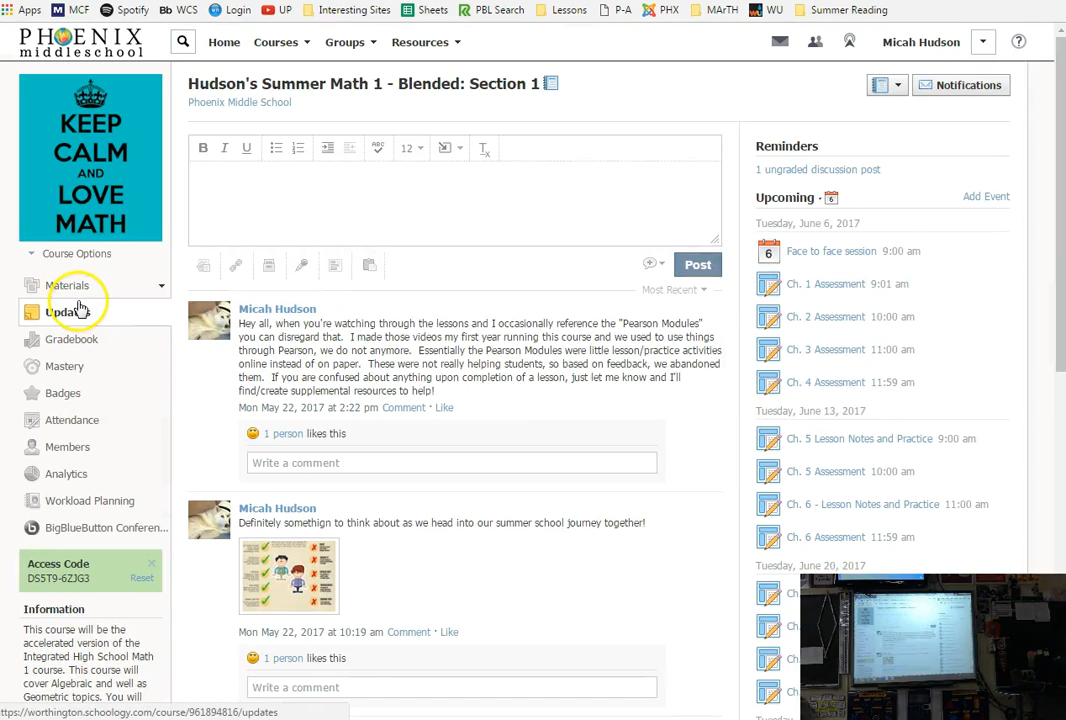 Apps MCF Spotify Bb WCS Login UP Interesting Sites Sheets PBL Search Lessons P-A PHX MArTH WU Summer Reading
PHOENIX
middleschool
Home Courses Groups Resources Micah Hudson
KEEP
CALM
AND
LOVE
MATH
Course Options
Materials
Updates
Gradebook
Mastery
Badges
Attendance
Members
Analytics
Workload Planning
BigBlueButton Conferen...
Access Code
DS5T9-6ZJG3 Reset
Information
This course will be the
accelerated version of the
Integrated High School Math
1 course. This course will
cover Algebraic and well as
Geometric topics. You will
https://worthington.schoology.com/course/961894816/updates
Hudson's Summer Math 1 - Blended: Section 1
Phoenix Middle School
Notifications
B I U ABC 12 Tx
Post
Most Recent
Micah Hudson
Hey all, when you're watching through the lessons and I occasionally reference the "Pearson Modules"
you can disregard that. I made those videos my first year running this course and we used to use things
through Pearson, we do not anymore. Essentially the Pearson Modules were little lesson/practice activities
online instead of on paper. These were not really helping students, so based on feedback, we abandoned
them. If you are confused about anything upon completion of a lesson, just let me know and I'll
find/create supplemental resources to help!
Mon May 22, 2017 at 2:22 pm Comment · Like
1 person likes this
Write a comment
Micah Hudson
Definitely somethign to think about as we head into our summer school journey together!
Mon May 22, 2017 at 10:19 am Comment · Like
1 person likes this
Write a comment
Reminders
1 ungraded discussion post
Upcoming · 6 Add Event
Tuesday, June 6, 2017
6 Face to face session 9:00 am
Ch. 1 Assessment 9:01 am
Ch. 2 Assessment 10:00 am
Ch. 3 Assessment 11:00 am
Ch. 4 Assessment 11:59 am
Tuesday, June 13, 2017
Ch. 5 Lesson Notes and Practice 9:00 am
Ch. 5 Assessment 10:00 am
Ch. 6 - Lesson Notes and Practice 11:00 am
Ch. 6 Assessment 11:59 am
Tuesday, June 20, 2017
Ch
Ch
Ch
Ch